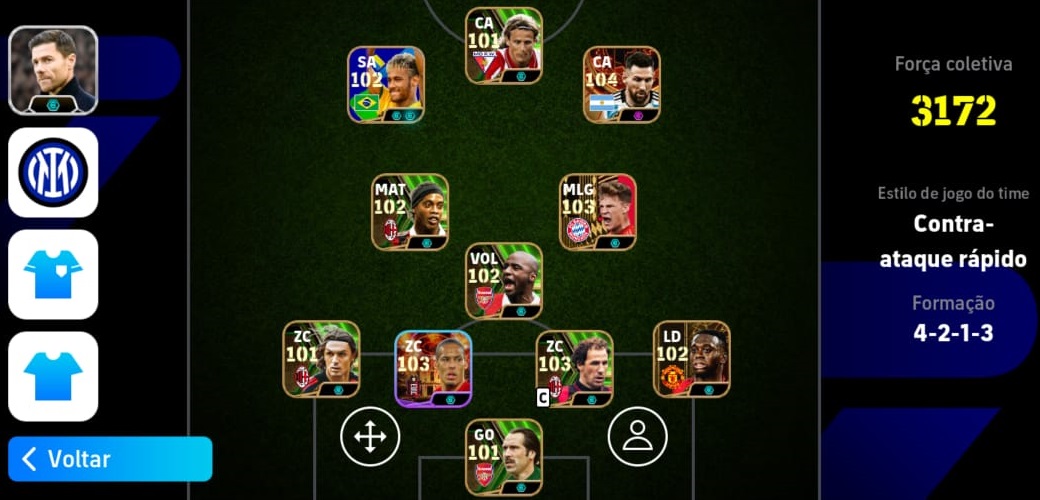 CA
101
SA
102
CA
104
Força coletiva
3172
MAT
102
MLG
103
Estilo de jogo do time
Contra-
ataque rápido
VOL
102
Formação
4-2-1-3
ZC
101
ZC
103
ZC
103
LD
102
C
GO
101
Voltar